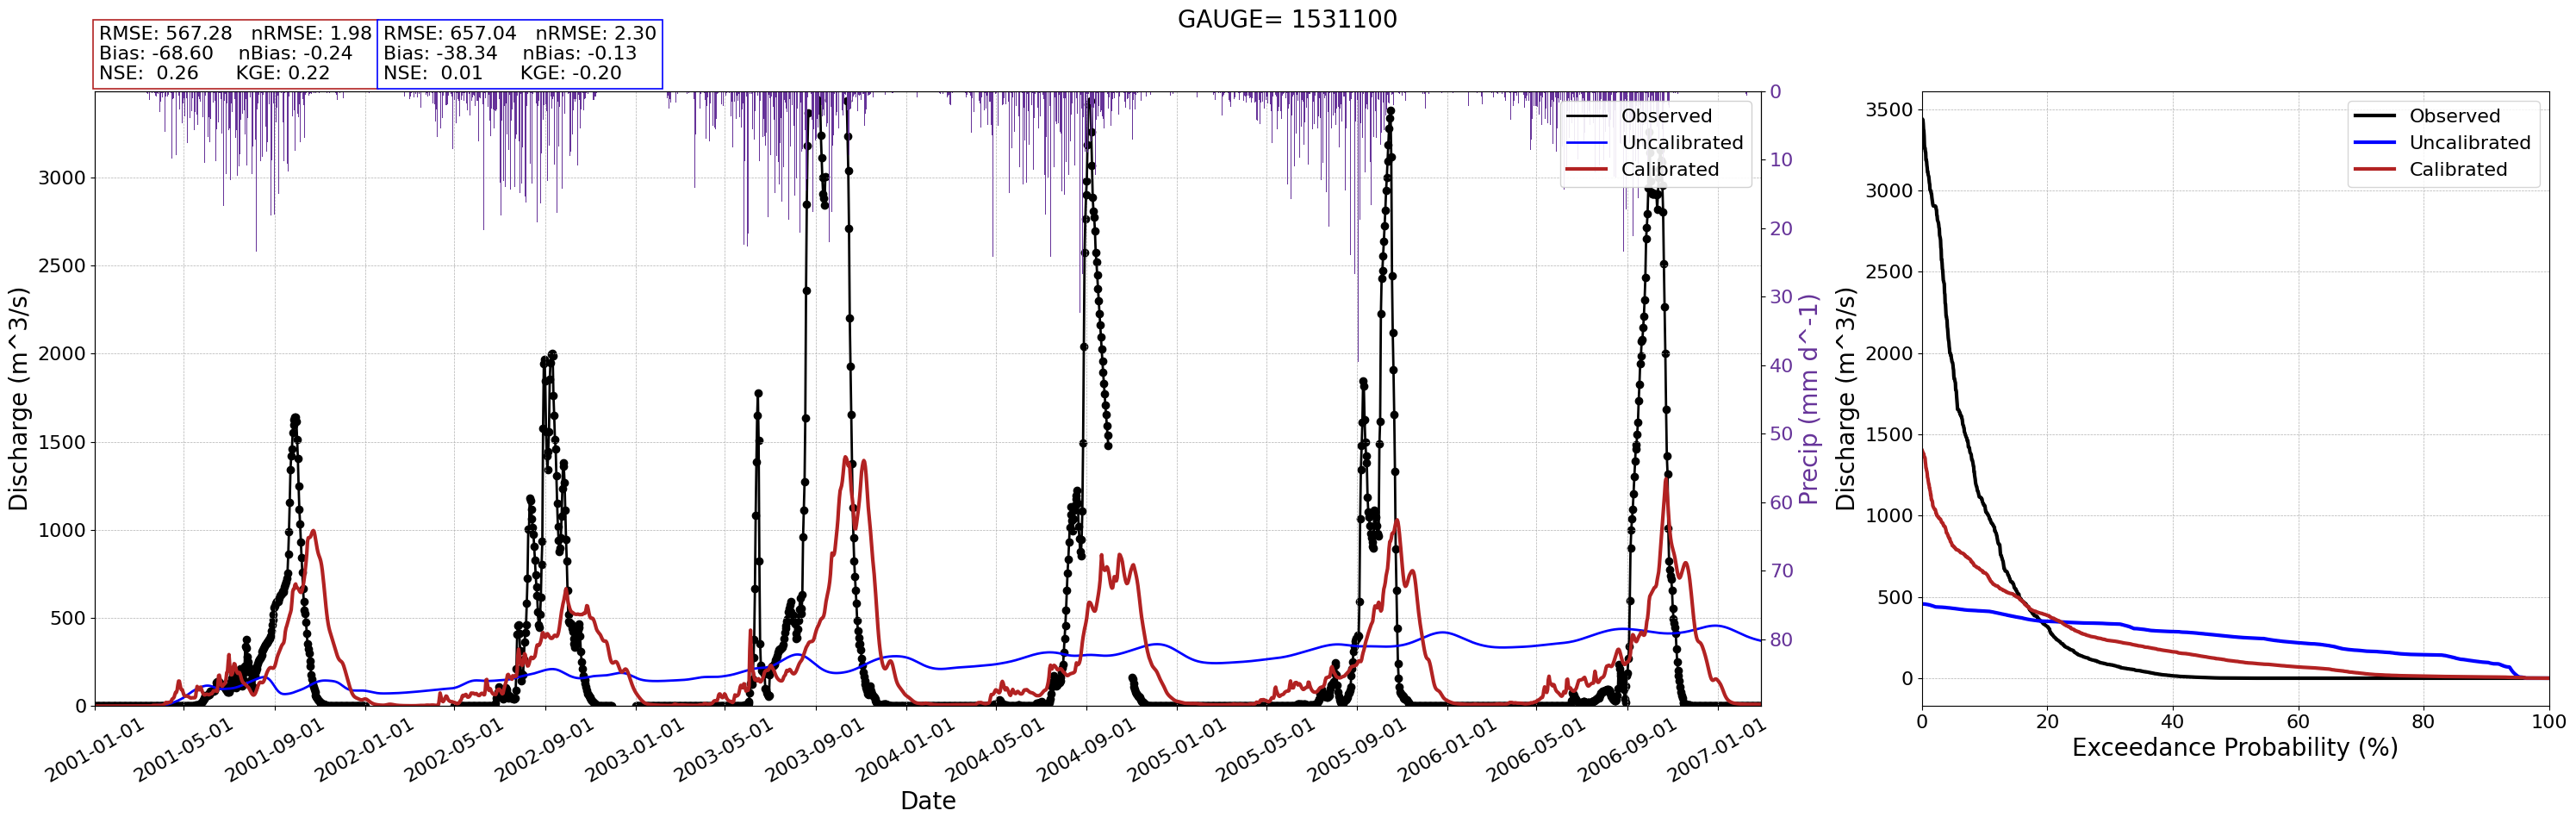 GAUGE= 1531100
RMSE: 567.28 nRMSE: 1.98
Bias: -68.60 nBias: -0.24
NSE: 0.26 KGE: 0.22
RMSE: 657.04 nRMSE: 2.30
Bias: -38.34 nBias: -0.13
NSE: 0.01 KGE: -0.20
Discharge (m^3/s)
3000
2500
2000
1500
1000
500
0
Observed
Uncalibrated
Calibrated
0
10
20
30
40
50
60
70
80
Precip (mm d^-1)
2001-01-01
2001-05-01
2001-09-01
2002-01-01
2002-05-01
2002-09-01
2003-01-01
2003-05-01
2003-09-01
2004-01-01
2004-05-01
2004-09-01
2005-01-01
2005-05-01
2005-09-01
2006-01-01
2006-05-01
2006-09-01
2007-01-01
Date
Discharge (m^3/s)
3500
3000
2500
2000
1500
1000
500
0
Observed
Uncalibrated
Calibrated
0
20
40
60
80
100
Exceedance Probability (%)